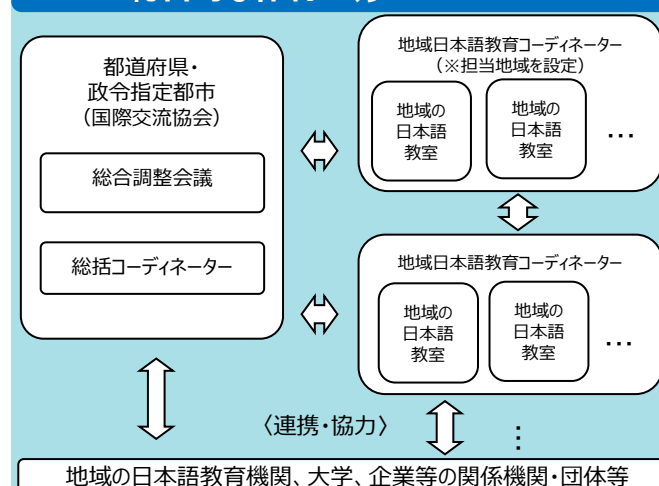 都道府県・
政令指定都市
（国際交流協会）
総合調整会議
総括コーディネーター
地域日本語教育コーディネーター
（※担当地域を設定）
地域の
日本語
教室
地域の
日本語
教室
…
地域日本語教育コーディネーター
地域の
日本語
教室
地域の
日本語
教室
…
〈連携・協力〉
⋮
地域の日本語教育機関、大学、企業等の関係機関・団体等